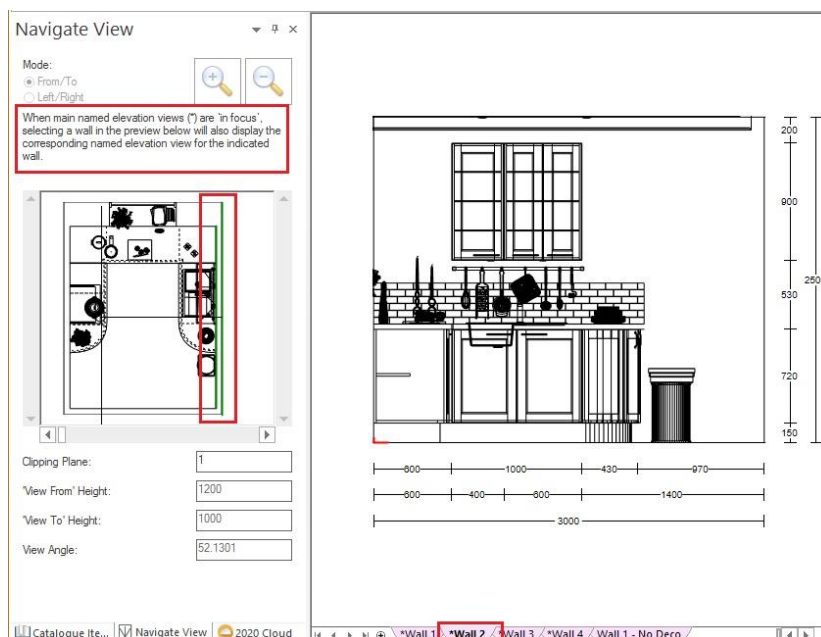 Navigate View
Mode:
From/To
Left/Right
When main named elevation views (*) are 'in focus',
selecting a wall in the preview below will also display the
corresponding named elevation view for the indicated
wall.
Clipping Plane: 1
'View From' Height: 1200
'View To' Height: 1000
View Angle: 52.1301
Catalogue Ite... Navigate View 2020 Cloud
200
900
530
720
150
250
600 1000 430 970
600 400 600 1400
3000
*Wall 1 *Wall 2 *Wall 3 *Wall 4 Wall 1 - No Deco